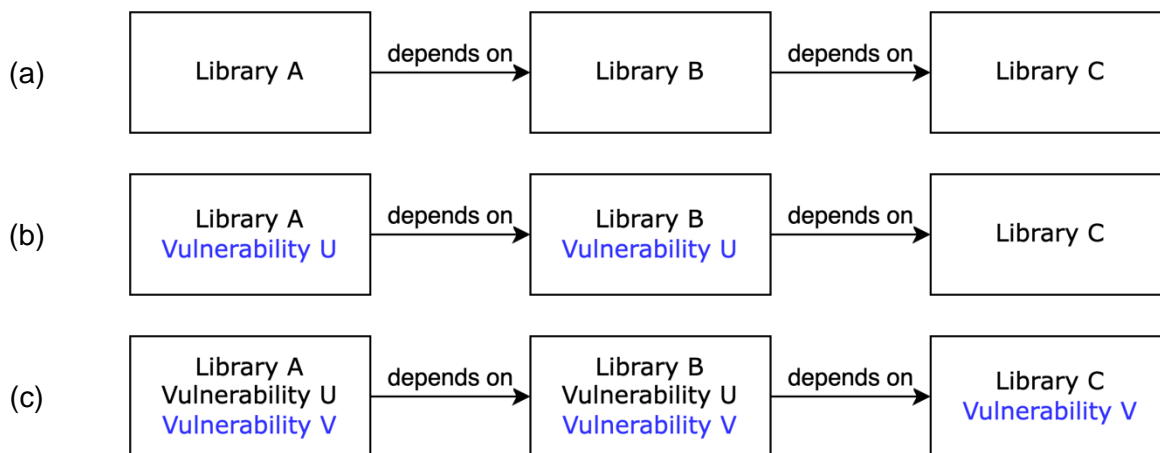 depends on depends on
(a) Library A Library B Library C
depends on depends on
(b) Library A Library B Library C
Vulnerability U Vulnerability U
Library A Library B
depends on depends on Library C
(c) Vulnerability U Vulnerability U
Vulnerability V Vulnerability V Vulnerability V